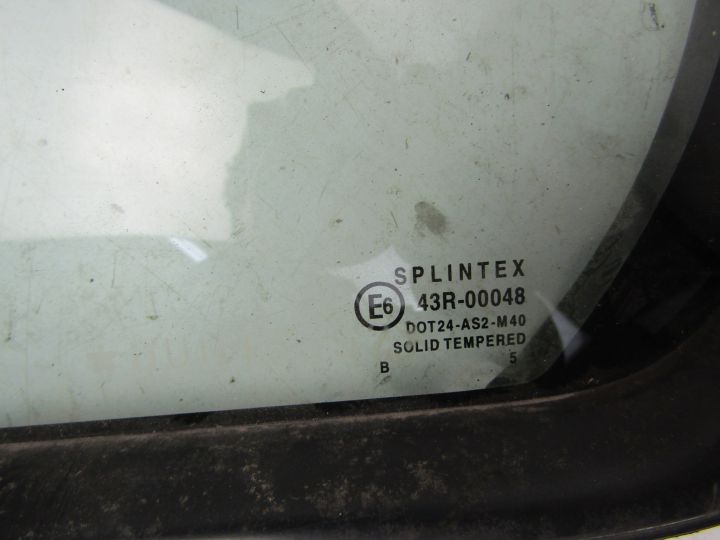 SPLINTEX
E6 43R-00048
DOT24-AS2-M40
SOLID TEMPERED
B 5